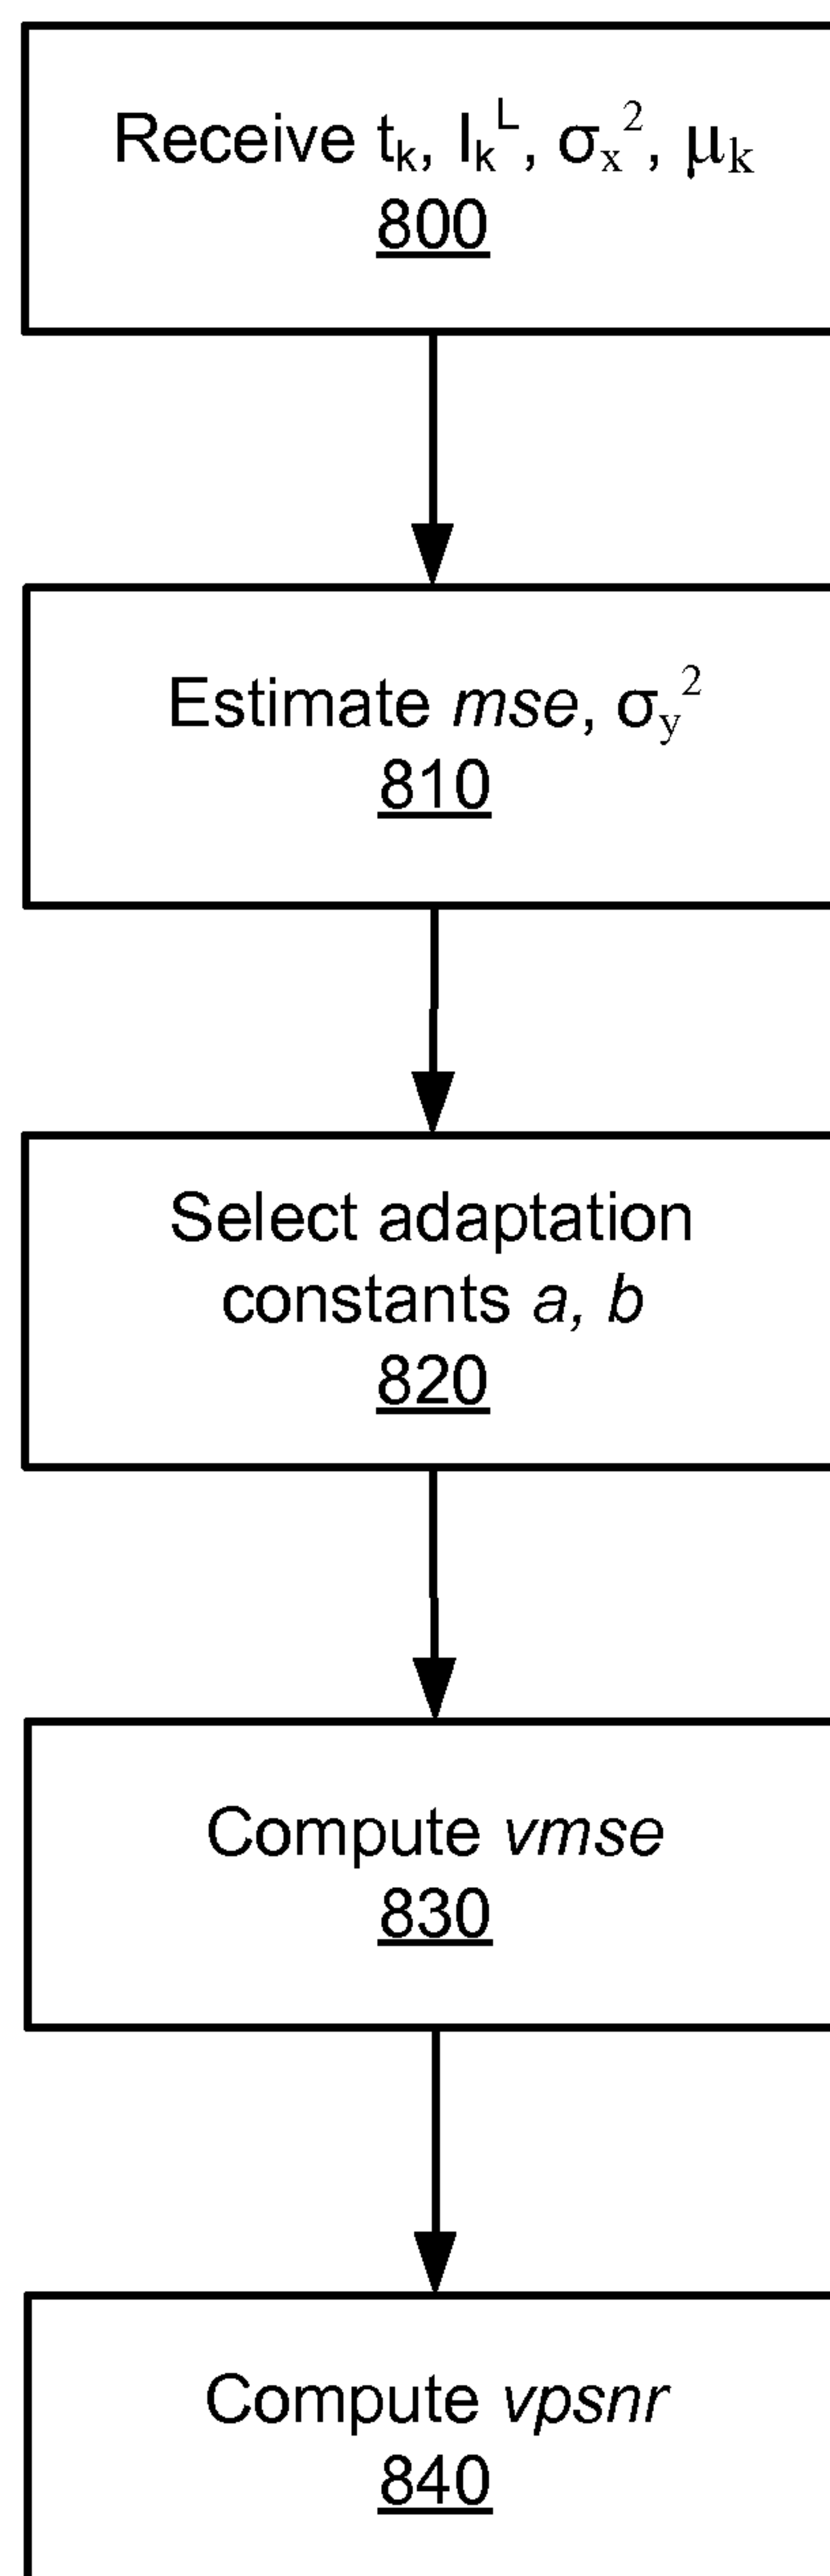 Receive tₖ, Iₖᴸ, σₓ², μₖ
800
Estimate mse, σᵧ²
810
Select adaptation
constants a, b
820
Compute vmse
830
Compute vpsnr
840